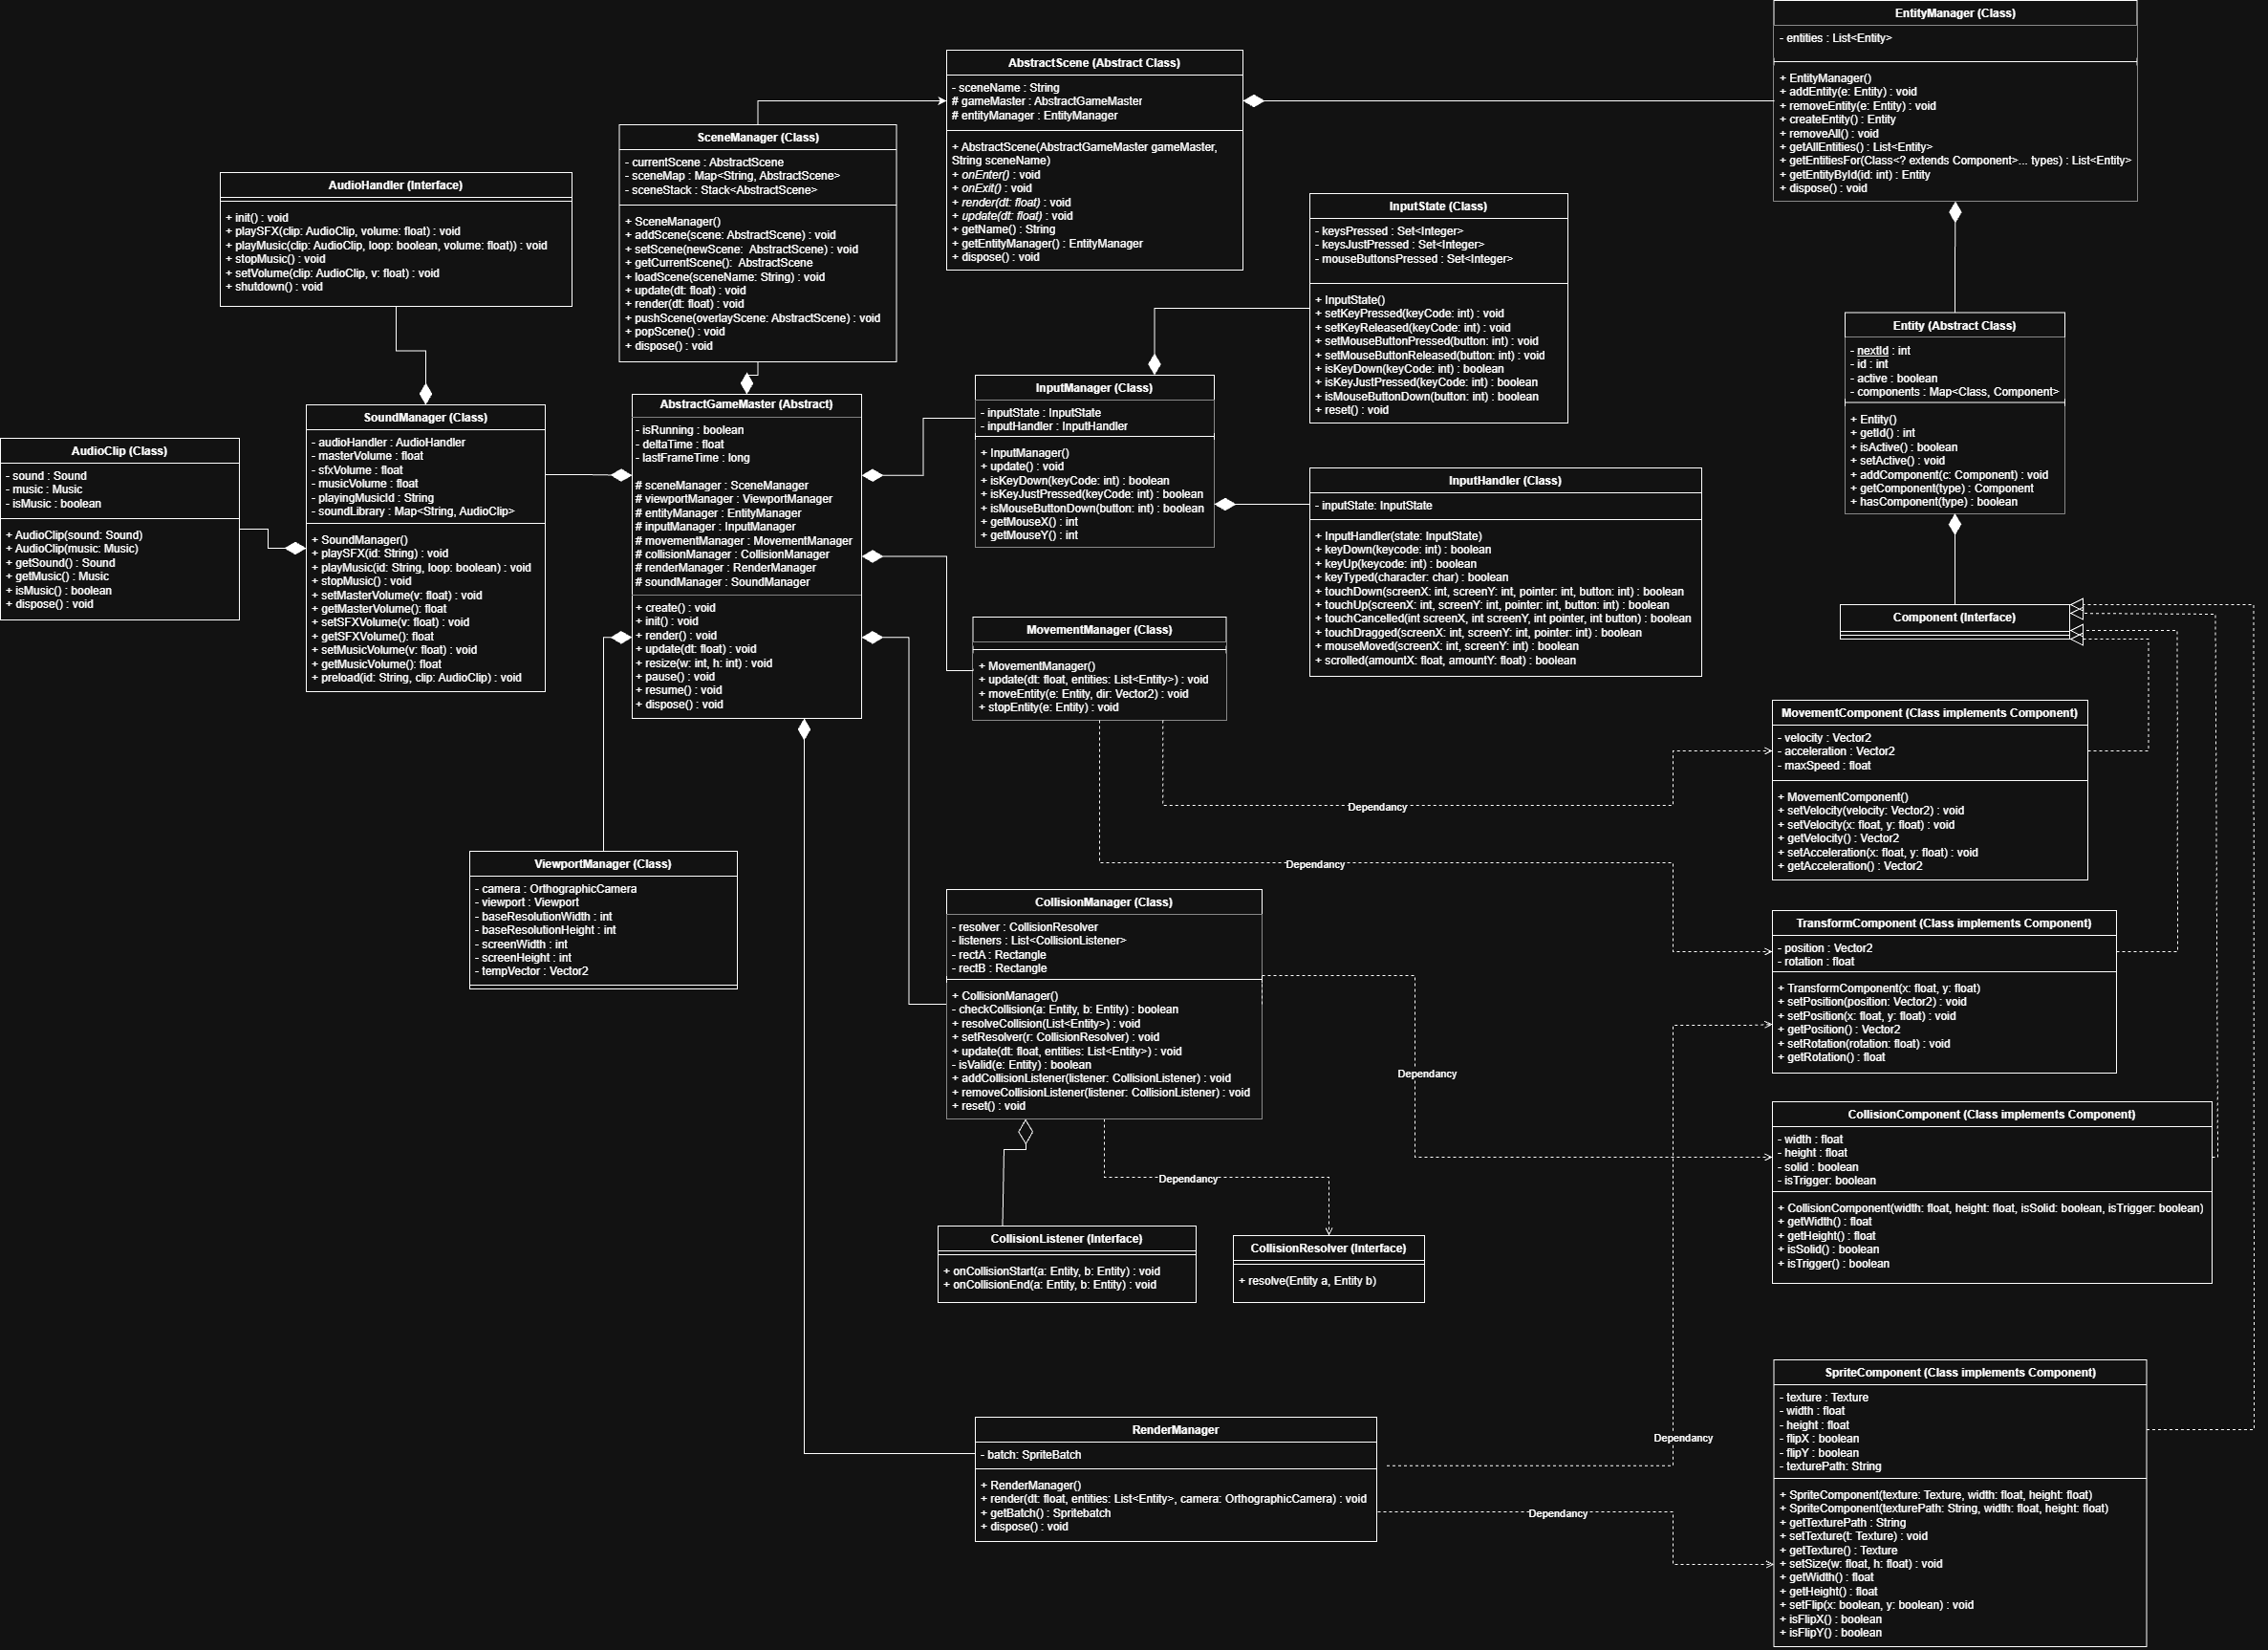 EntityManager (Class)
- entities : List<Entity>
+ EntityManager()
+ addEntity(e: Entity) : void
+ removeEntity(e: Entity) : void
+ createEntity() : Entity
+ removeAll() : void
+ getAllEntities() : List<Entity>
+ getEntitiesFor(Class<? extends Component>... types) : List<Entity>
+ getEntityById(id: int) : Entity
+ dispose() : void
AbstractScene (Abstract Class)
- sceneName : String
# gameMaster : AbstractGameMaster
# entityManager : EntityManager
+ AbstractScene(AbstractGameMaster gameMaster,
String sceneName)
+ onEnter() : void
+ onExit() : void
+ render(dt: float) : void
+ update(dt: float) : void
+ getName() : String
+ getEntityManager() : EntityManager
+ dispose() : void
SceneManager (Class)
- currentScene : AbstractScene
- sceneMap : Map<String, AbstractScene>
- sceneStack : Stack<AbstractScene>
+ SceneManager()
+ addScene(scene: AbstractScene) : void
+ setScene(newScene:  AbstractScene) : void
+ getCurrentScene():  AbstractScene
+ loadScene(sceneName: String) : void
+ update(dt: float) : void
+ render(dt: float) : void
+ pushScene(overlayScene: AbstractScene) : void
+ popScene() : void
+ dispose() : void
AudioHandler (Interface)
+ init() : void
+ playSFX(clip: AudioClip, volume: float) : void
+ playMusic(clip: AudioClip, loop: boolean, volume: float)) : void
+ stopMusic() : void
+ setVolume(clip: AudioClip, v: float) : void
+ shutdown() : void
InputState (Class)
- keysPressed : Set<Integer>
- keysJustPressed : Set<Integer>
- mouseButtonsPressed : Set<Integer>
+ InputState()
+ setKeyPressed(keyCode: int) : void
+ setKeyReleased(keyCode: int) : void
+ setMouseButtonPressed(button: int) : void
+ setMouseButtonReleased(button: int) : void
+ isKeyDown(keyCode: int) : boolean
+ isKeyJustPressed(keyCode: int) : boolean
+ isMouseButtonDown(button: int) : boolean
+ reset() : void
Entity (Abstract Class)
- nextId : int
- id : int
- active : boolean
- components : Map<Class, Component>
+ Entity()
+ getId() : int
+ isActive() : boolean
+ setActive() : void
+ addComponent(c: Component) : void
+ getComponent(type) : Component
+ hasComponent(type) : boolean
InputManager (Class)
- inputState : InputState
- inputHandler : InputHandler
+ InputManager()
+ update() : void
+ isKeyDown(keyCode: int) : boolean
+ isKeyJustPressed(keyCode: int) : boolean
+ isMouseButtonDown(button: int) : boolean
+ getMouseX() : int
+ getMouseY() : int
AbstractGameMaster (Abstract)
- isRunning : boolean
- deltaTime : float
- lastFrameTime : long
# sceneManager : SceneManager
# viewportManager : ViewportManager
# entityManager : EntityManager
# inputManager : InputManager
# movementManager : MovementManager
# collisionManager : CollisionManager
# renderManager : RenderManager
# soundManager : SoundManager
+ create() : void
+ init() : void
+ render() : void
+ update(dt: float) : void
+ resize(w: int, h: int) : void
+ pause() : void
+ resume() : void
+ dispose() : void
SoundManager (Class)
- audioHandler : AudioHandler
- masterVolume : float
- sfxVolume : float
- musicVolume : float
- playingMusicId : String
- soundLibrary : Map<String, AudioClip>
+ SoundManager()
+ playSFX(id: String) : void
+ playMusic(id: String, loop: boolean) : void
+ stopMusic() : void
+ setMasterVolume(v: float) : void
+ getMasterVolume(): float
+ setSFXVolume(v: float) : void
+ getSFXVolume(): float
+ setMusicVolume(v: float) : void
+ getMusicVolume(): float
+ preload(id: String, clip: AudioClip) : void
AudioClip (Class)
- sound : Sound
- music : Music
- isMusic : boolean
+ AudioClip(sound: Sound)
+ AudioClip(music: Music)
+ getSound() : Sound
+ getMusic() : Music
+ isMusic() : boolean
+ dispose() : void
InputHandler (Class)
- inputState: InputState
+ InputHandler(state: InputState)
+ keyDown(keycode: int) : boolean
+ keyUp(keycode: int) : boolean
+ keyTyped(character: char) : boolean
+ touchDown(screenX: int, screenY: int, pointer: int, button: int) : boolean
+ touchUp(screenX: int, screenY: int, pointer: int, button: int) : boolean
+ touchCancelled(int screenX, int screenY, int pointer, int button) : boolean
+ touchDragged(screenX: int, screenY: int, pointer: int) : boolean
+ mouseMoved(screenX: int, screenY: int) : boolean
+ scrolled(amountX: float, amountY: float) : boolean
Component (Interface)
MovementManager (Class)
+ MovementManager()
+ update(dt: float, entities: List<Entity>) : void
+ moveEntity(e: Entity, dir: Vector2) : void
+ stopEntity(e: Entity) : void
MovementComponent (Class implements Component)
- velocity : Vector2
- acceleration : Vector2
- maxSpeed : float
+ MovementComponent()
+ setVelocity(velocity: Vector2) : void
+ setVelocity(x: float, y: float) : void
+ getVelocity() : Vector2
+ setAcceleration(x: float, y: float) : void
+ getAcceleration() : Vector2
Dependancy
Dependancy
ViewportManager (Class)
- camera : OrthographicCamera
- viewport : Viewport
- baseResolutionWidth : int
- baseResolutionHeight : int
- screenWidth : int
- screenHeight : int
- tempVector : Vector2
CollisionManager (Class)
- resolver : CollisionResolver
- listeners : List<CollisionListener>
- rectA : Rectangle
- rectB : Rectangle
+ CollisionManager()
- checkCollision(a: Entity, b: Entity) : boolean
+ resolveCollision(List<Entity>) : void
+ setResolver(r: CollisionResolver) : void
+ update(dt: float, entities: List<Entity>) : void
- isValid(e: Entity) : boolean
+ addCollisionListener(listener: CollisionListener) : void
+ removeCollisionListener(listener: CollisionListener) : void
+ reset() : void
TransformComponent (Class implements Component)
- position : Vector2
- rotation : float
+ TransformComponent(x: float, y: float)
+ setPosition(position: Vector2) : void
+ setPosition(x: float, y: float) : void
+ getPosition() : Vector2
+ setRotation(rotation: float) : void
+ getRotation() : float
Dependancy
CollisionComponent (Class implements Component)
- width : float
- height : float
- solid : boolean
- isTrigger: boolean
+ CollisionComponent(width: float, height: float, isSolid: boolean, isTrigger: boolean)
+ getWidth() : float
+ getHeight() : float
+ isSolid() : boolean
+ isTrigger() : boolean
Dependancy
CollisionListener (Interface)
+ onCollisionStart(a: Entity, b: Entity) : void
+ onCollisionEnd(a: Entity, b: Entity) : void
CollisionResolver (Interface)
+ resolve(Entity a, Entity b)
SpriteComponent (Class implements Component)
- texture : Texture
- width : float
- height : float
- flipX : boolean
- flipY : boolean
- texturePath: String
+ SpriteComponent(texture: Texture, width: float, height: float)
+ SpriteComponent(texturePath: String, width: float, height: float)
+ getTexturePath : String
+ setTexture(t: Texture) : void
+ getTexture() : Texture
+ setSize(w: float, h: float) : void
+ getWidth() : float
+ getHeight() : float
+ setFlip(x: boolean, y: boolean) : void
+ isFlipX() : boolean
+ isFlipY() : boolean
RenderManager
- batch: SpriteBatch
+ RenderManager()
+ render(dt: float, entities: List<Entity>, camera: OrthographicCamera) : void
+ getBatch() : Spritebatch
+ dispose() : void
Dependancy
Dependancy